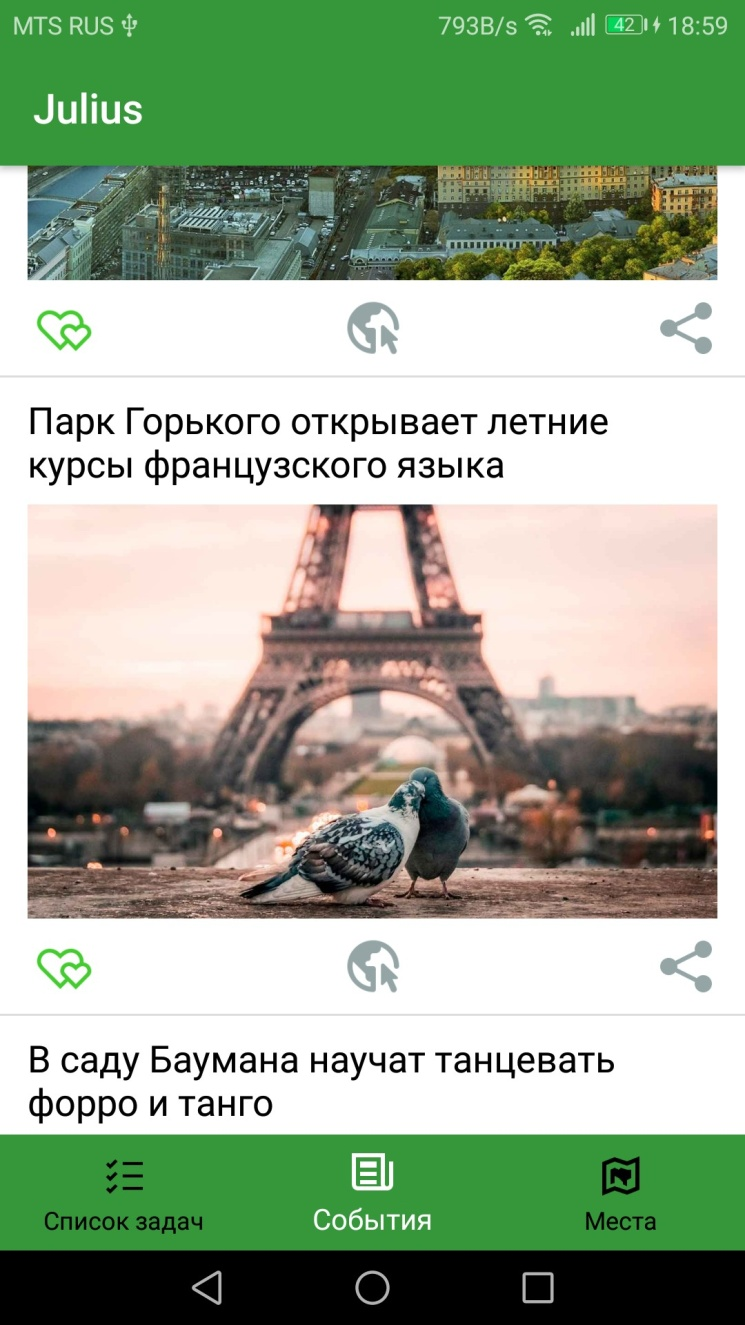 MTS RUS 793B/s 42 18:59
Julius
Парк Горького открывает летние
курсы французского языка
В саду Баумана научат танцевать
форро и танго
Список задач События Места